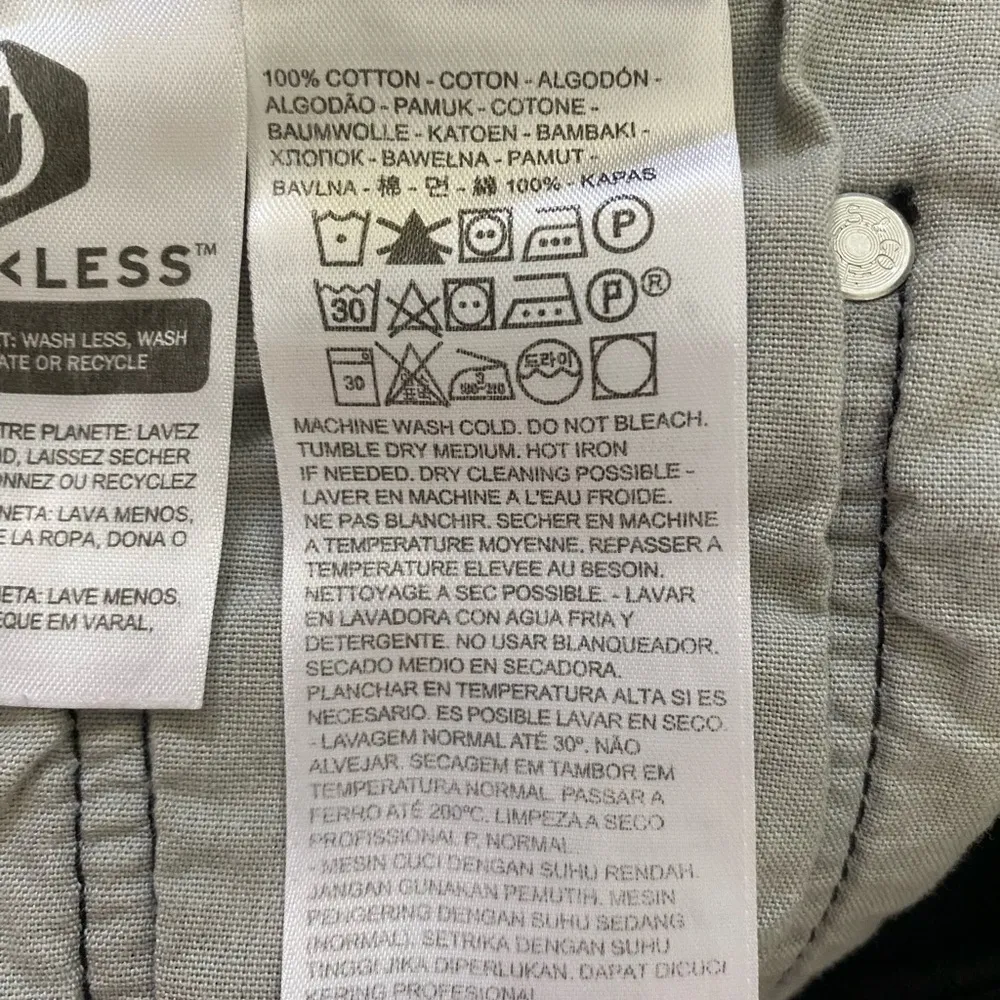 <LESS™
T: WASH LESS, WASH
ATE OR RECYCLE
TRE PLANETE: LAVEZ
ID, LAISSEZ SECHER
ONNEZ OU RECYCLEZ
NETA: LAVA MENOS,
E LA ROPA, DONA O
ETA: LAVE MENOS,
EQUE EM VARAL,
100% COTTON - COTON - ALGODÓN -
ALGODÃO - PAMUK - COTONE -
BAUMWOLLE - KATOEN - BAMBAKI -
ХЛОПОК - BAWEŁNA - PAMUT -
BAVLNA - 棉 - 면 - 綿 100% - KAPAS
P
30 P ®
30 3 180-210 드라이
MACHINE WASH COLD. DO NOT BLEACH.
TUMBLE DRY MEDIUM. HOT IRON
IF NEEDED. DRY CLEANING POSSIBLE -
LAVER EN MACHINE A L'EAU FROIDE.
NE PAS BLANCHIR. SECHER EN MACHINE
A TEMPERATURE MOYENNE. REPASSER A
TEMPERATURE ELEVEE AU BESOIN.
NETTOYAGE A SEC POSSIBLE. - LAVAR
EN LAVADORA CON AGUA FRIA Y
DETERGENTE. NO USAR BLANQUEADOR.
SECADO MEDIO EN SECADORA.
PLANCHAR EN TEMPERATURA ALTA SI ES
NECESARIO. ES POSIBLE LAVAR EN SECO.
- LAVAGEM NORMAL ATÉ 30º. NÃO
ALVEJAR. SECAGEM EM TAMBOR EM
TEMPERATURA NORMAL. PASSAR A
FERRO ATÉ 200ºC. LIMPEZA A SECO
PROFISSIONAL P, NORMAL.
- MESIN CUCI DENGAN SUHU RENDAH.
JANGAN GUNAKAN PEMUTIH. MESIN
PENGERING DENGAN SUHU SEDANG
(NORMAL). SETRIKA DENGAN SUHU
TINGGI JIKA DIPERLUKAN. DAPAT DICUCI
KERING PROFESIONAL